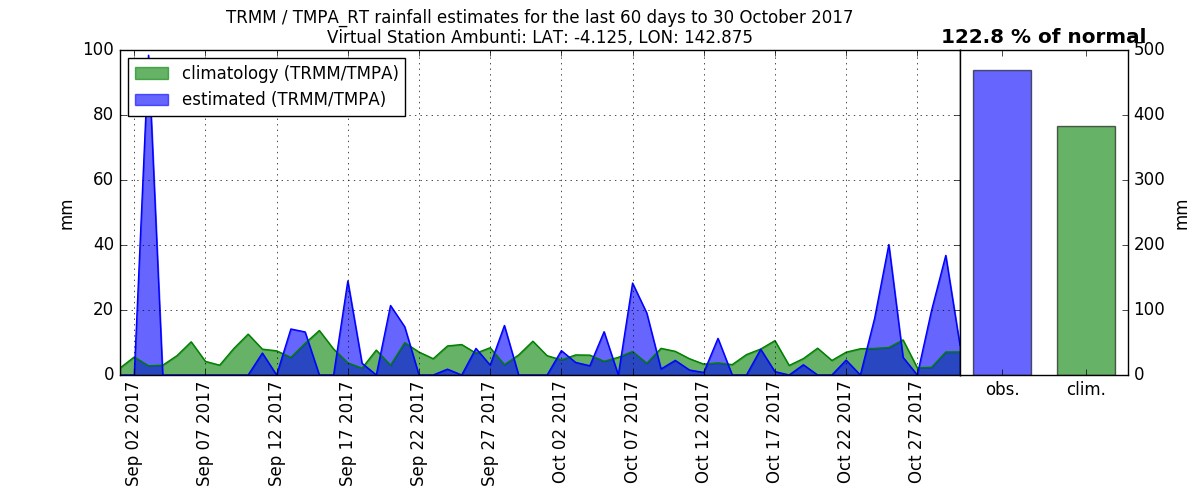 TRMM / TMPA_RT rainfall estimates for the last 60 days to 30 October 2017
Virtual Station Ambunti: LAT: -4.125, LON: 142.875
122.8 % of normal
climatology (TRMM/TMPA)
estimated (TRMM/TMPA)
100
80
60
40
20
0
mm
500
400
300
200
100
0
mm
Sep 02 2017
Sep 07 2017
Sep 12 2017
Sep 17 2017
Sep 22 2017
Sep 27 2017
Oct 02 2017
Oct 07 2017
Oct 12 2017
Oct 17 2017
Oct 22 2017
Oct 27 2017
obs.
clim.